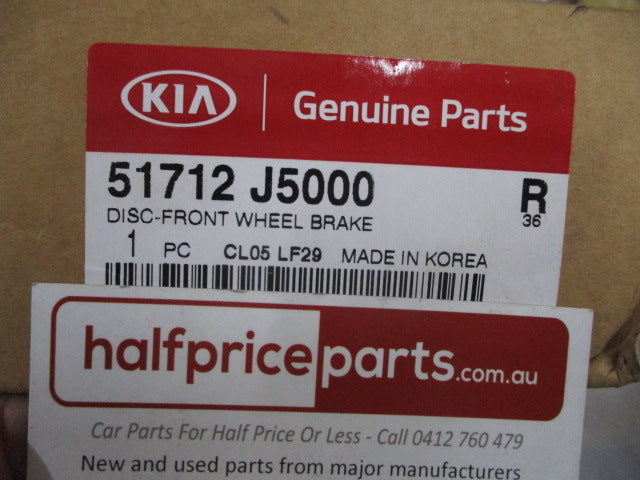 KIA Genuine Parts
51712 J5000 R
DISC-FRONT WHEEL BRAKE 36
1 PC CL05 LF29 MADE IN KOREA
halfpriceparts.com.au
Car Parts For Half Price Or Less - Call 0412 760 479
New and used parts from major manufacturers